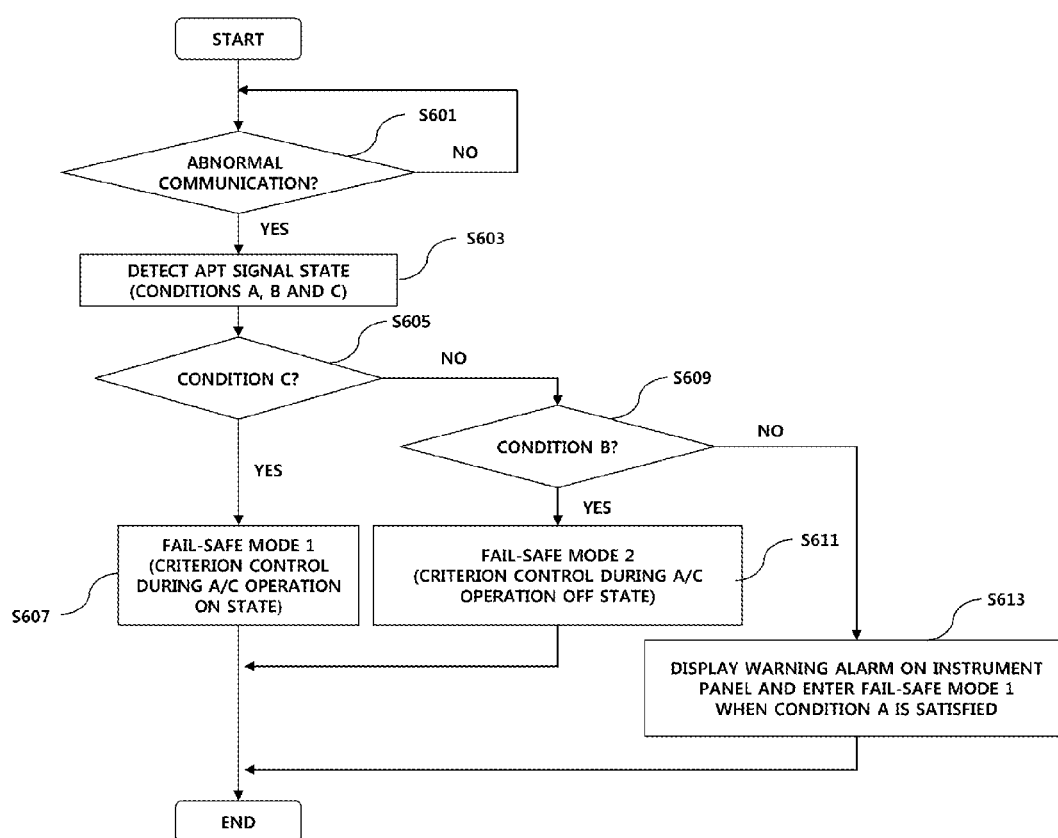 START
S601
ABNORMAL
COMMUNICATION?
NO
YES
S603
DETECT APT SIGNAL STATE
(CONDITIONS A, B AND C)
S605
CONDITION C?
NO
S609
CONDITION B?
NO
YES
YES
FAIL-SAFE MODE 1
(CRITERION CONTROL
DURING A/C OPERATION
ON STATE)
S607
FAIL-SAFE MODE 2
(CRITERION CONTROL DURING A/C
OPERATION OFF STATE)
S611
S613
DISPLAY WARNING ALARM ON INSTRUMENT
PANEL AND ENTER FAIL-SAFE MODE 1
WHEN CONDITION A IS SATISFIED
END